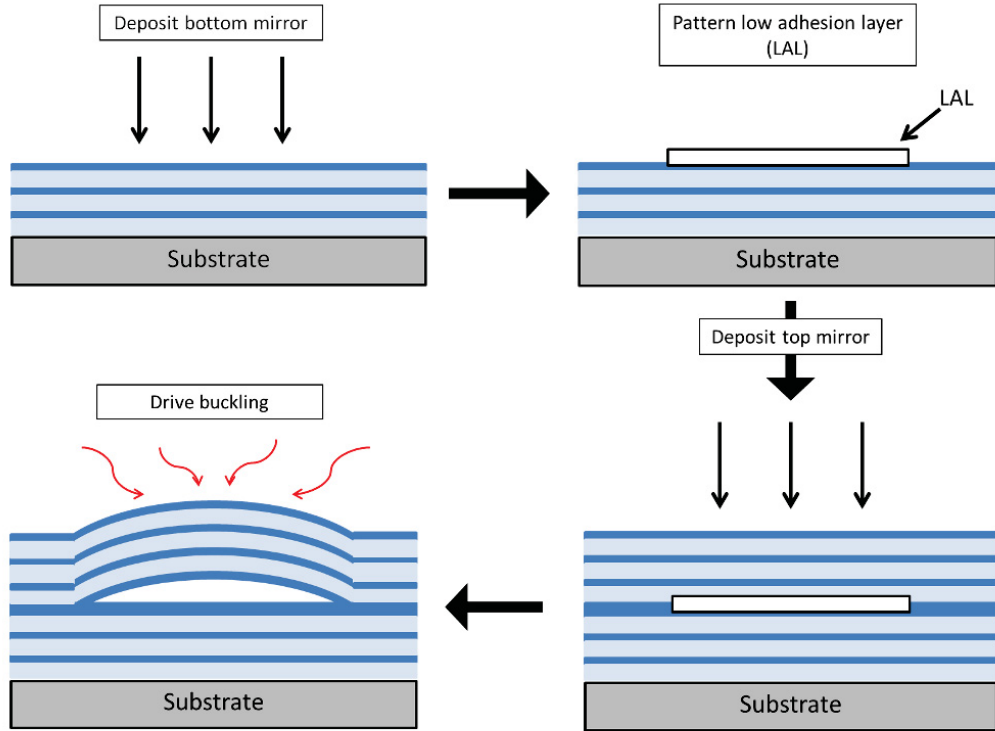 Deposit bottom mirror
Substrate
Pattern low adhesion layer
(LAL)
LAL
Substrate
Deposit top mirror
Substrate
Drive buckling
Substrate